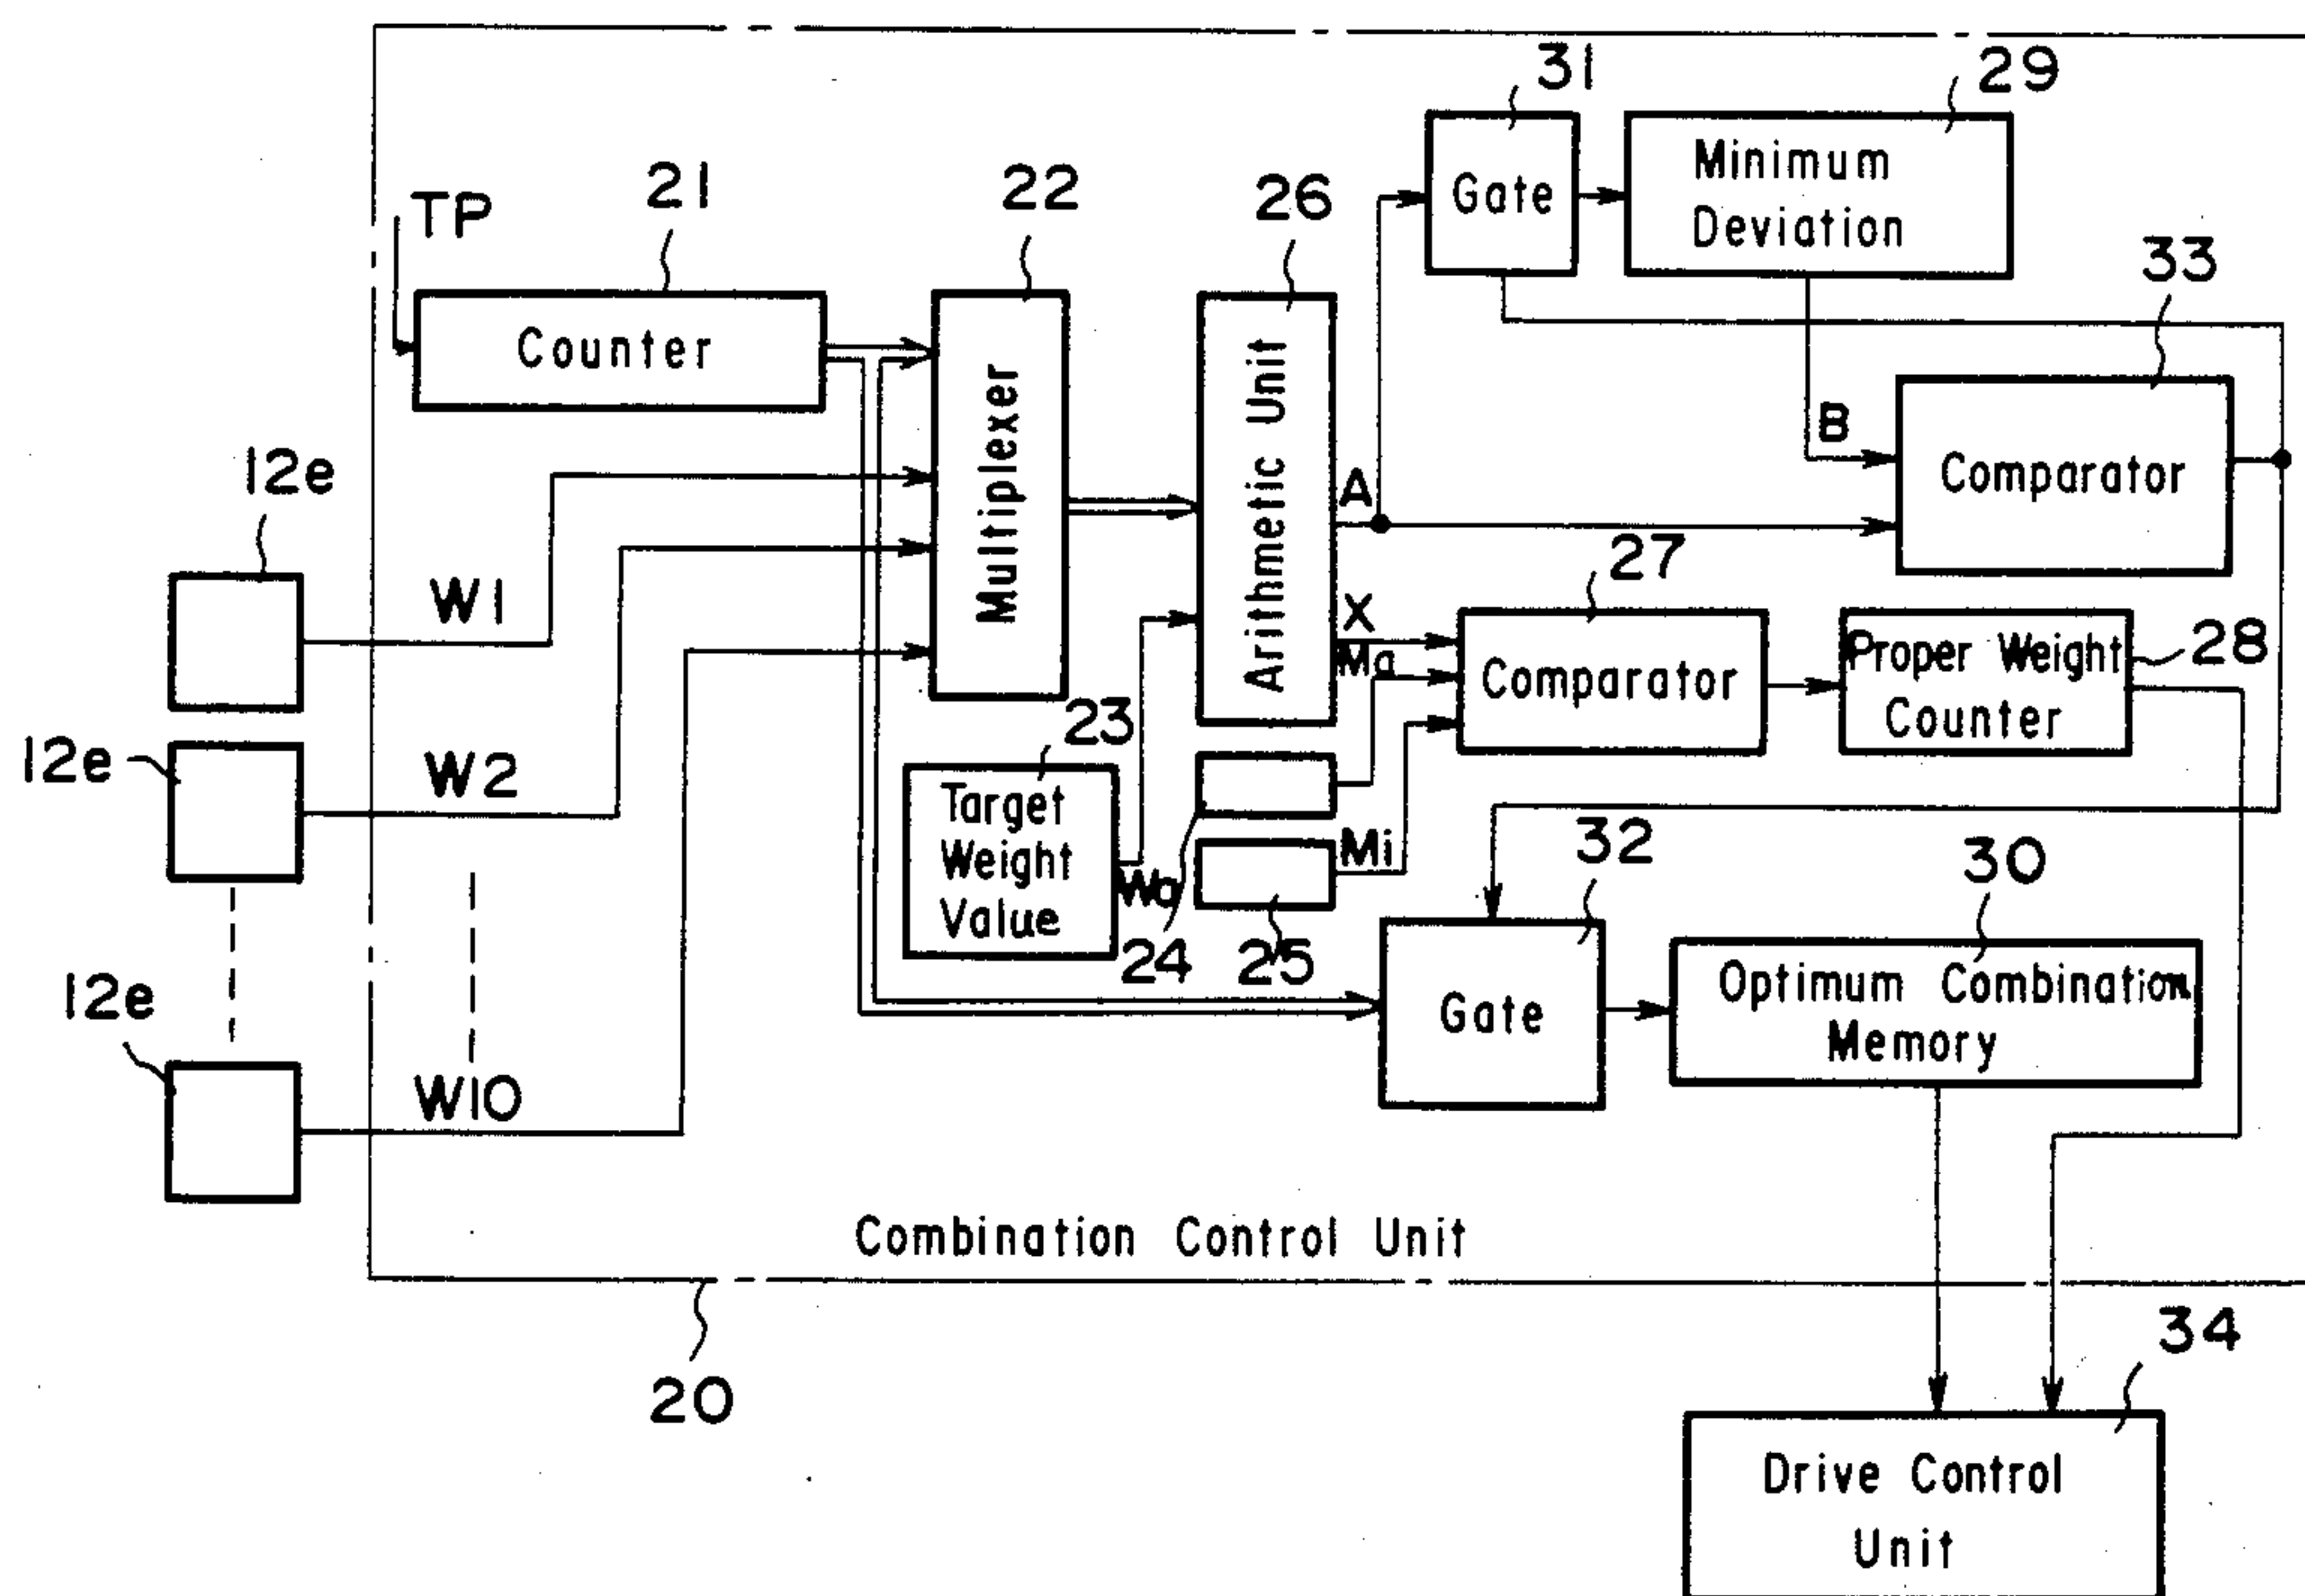 31
29
Minimum
Deviation
Gate
TP
21
22
26
33
Counter
Multiplexer
Arithmetic Unit
B
Comparator
A
12e
W1
27
X
Ma
Comparator
Proper Weight
Counter
28
12e
W2
23
Target
Weight
Value
Wa
24
25
Mi
32
30
Gate
Optimum Combination
Memory
12e
W10
Combination Control Unit
20
34
Drive Control
Unit